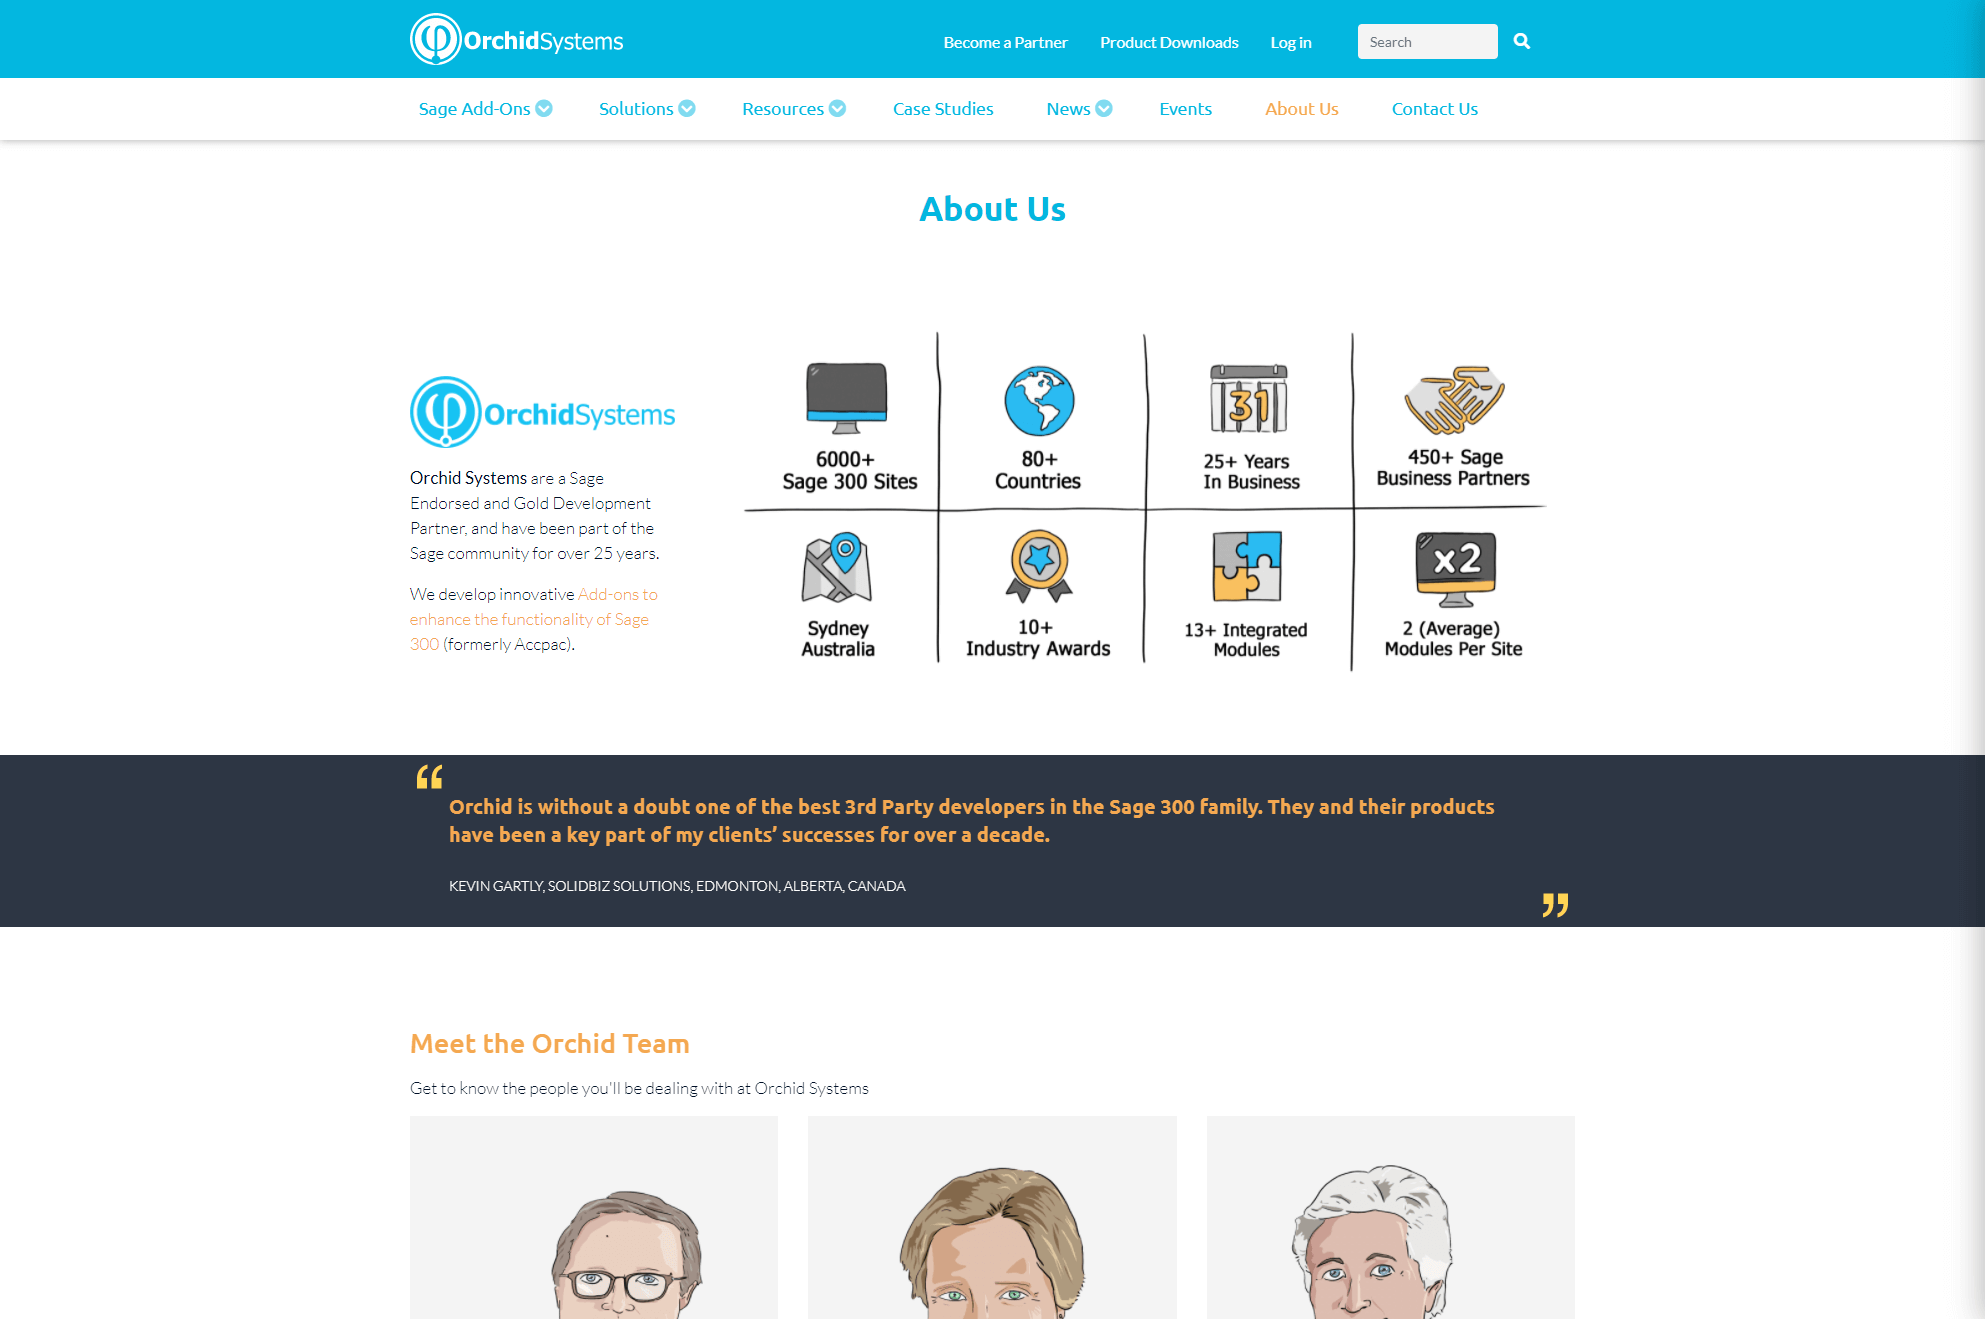 OrchidSystems
Become a Partner
Product Downloads
Log in
Search
Sage Add-Ons
Solutions
Resources
Case Studies
News
Events
About Us
Contact Us
About Us
OrchidSystems
Orchid Systems are a Sage
Endorsed and Gold Development
Partner, and have been part of the
Sage community for over 25 years.
We develop innovative Add-ons to
enhance the functionality of Sage
300 (formerly Accpac).
6000+
Sage 300 Sites
80+
Countries
31
25+ Years
In Business
450+ Sage
Business Partners
Sydney
Australia
10+
Industry Awards
13+ Integrated
Modules
x2
2 (Average)
Modules Per Site
“
Orchid is without a doubt one of the best 3rd Party developers in the Sage 300 family. They and their products
have been a key part of my clients’ successes for over a decade.
KEVIN GARTLY, SOLIDBIZ SOLUTIONS, EDMONTON, ALBERTA, CANADA
”
Meet the Orchid Team
Get to know the people you'll be dealing with at Orchid Systems